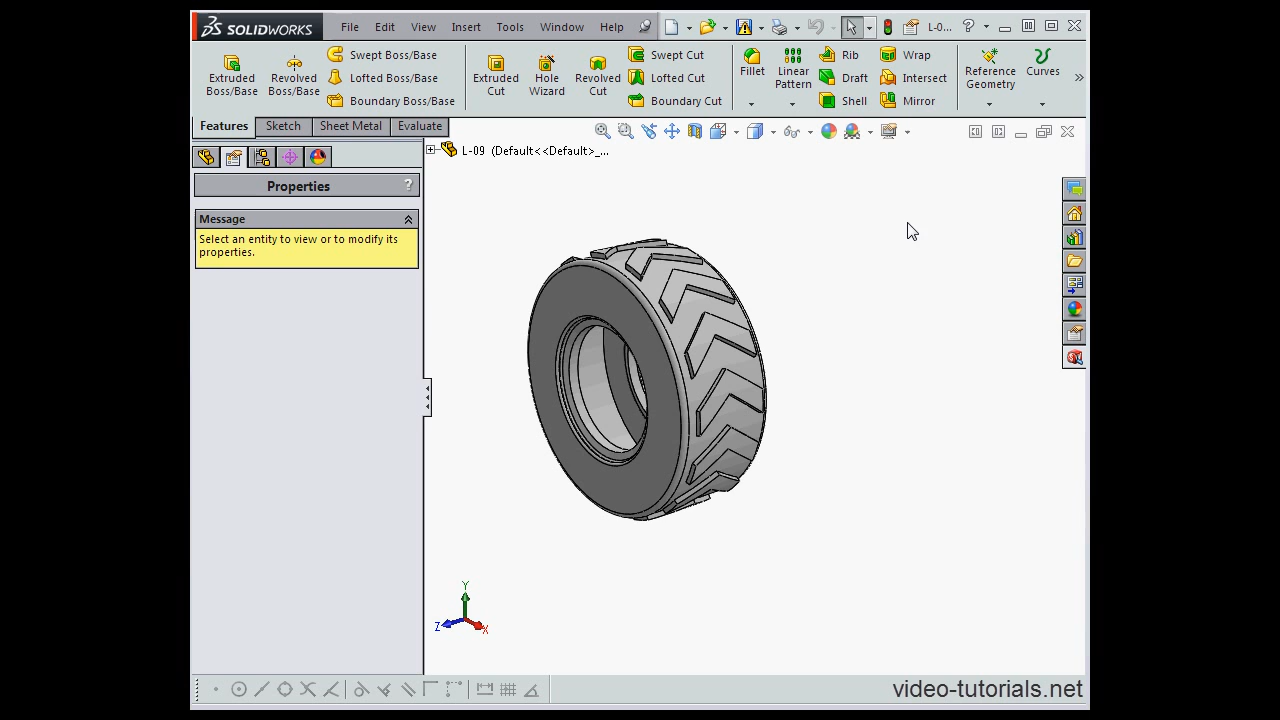 SOLIDWORKS File Edit View Insert Tools Window Help L-0... ?
Extruded Boss/Base
Revolved Boss/Base
Swept Boss/Base
Lofted Boss/Base
Boundary Boss/Base
Extruded Cut
Hole Wizard
Revolved Cut
Swept Cut
Lofted Cut
Boundary Cut
Fillet
Linear Pattern
Rib
Draft
Shell
Wrap
Intersect
Mirror
Reference Geometry
Curves
Features Sketch Sheet Metal Evaluate
L-09 (Default<<Default>_...
Properties ?
Message
Select an entity to view or to modify its
properties.
Y
Z
X
video-tutorials.net